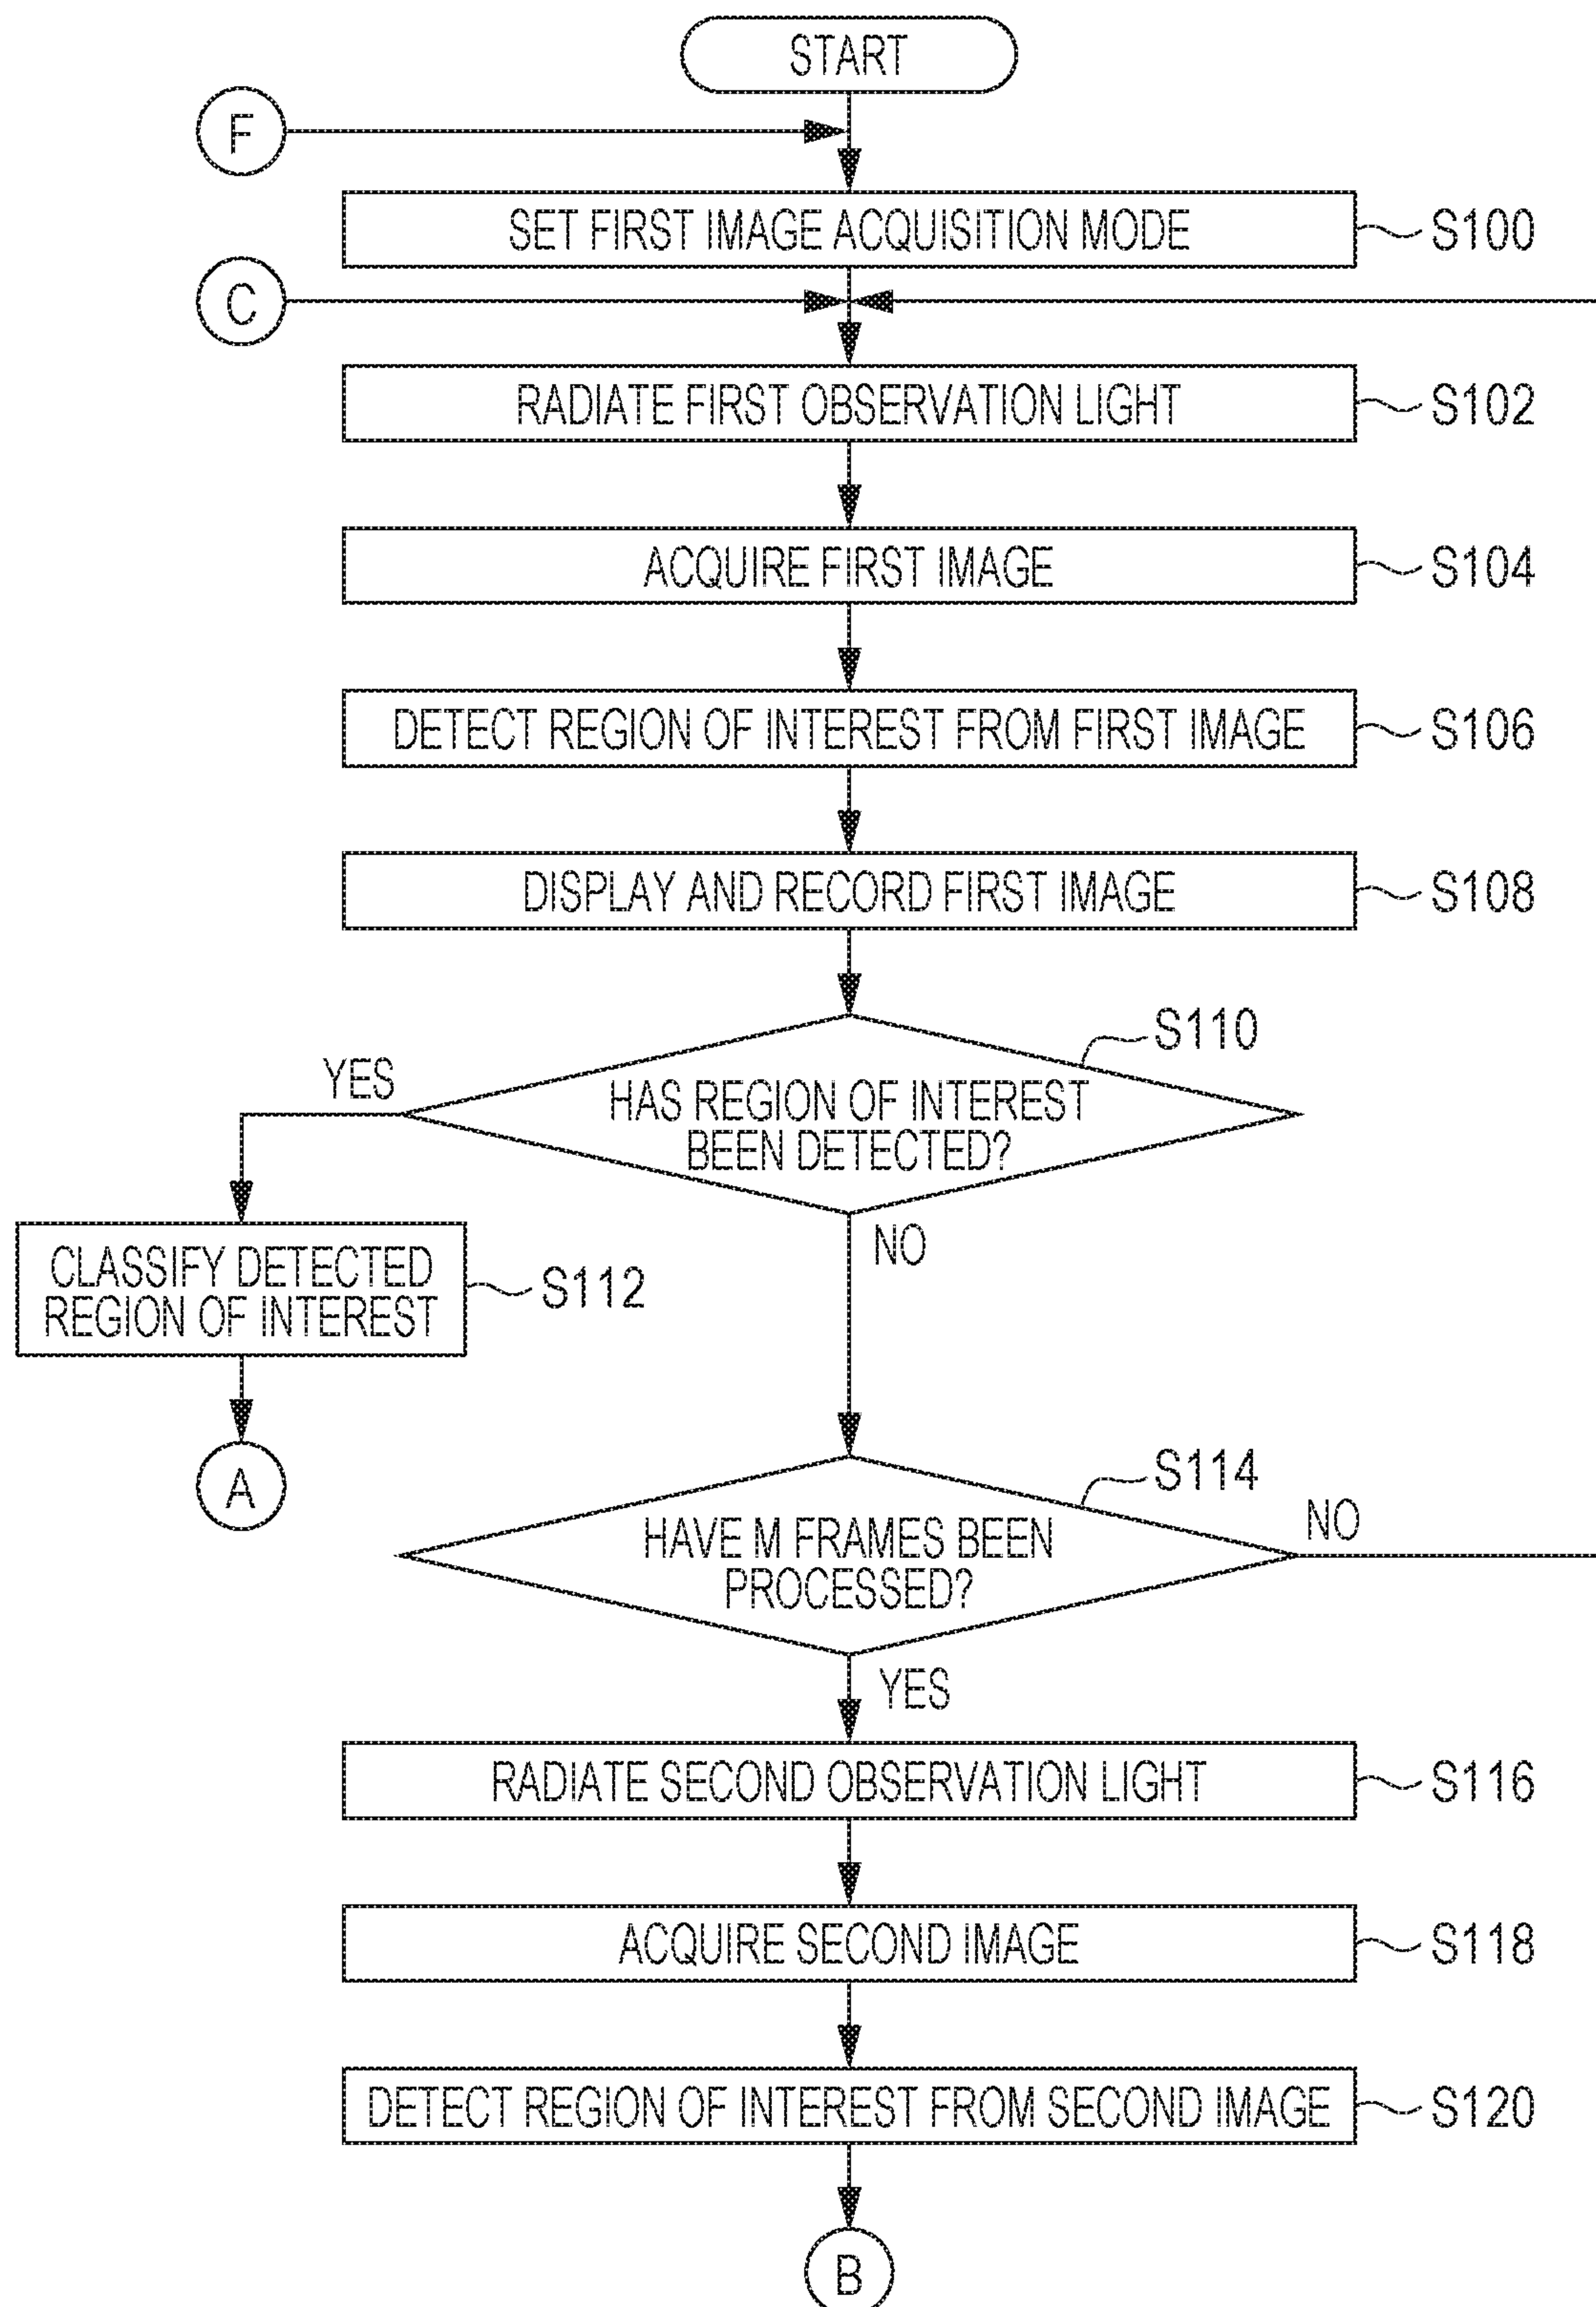 START
F
SET FIRST IMAGE ACQUISITION MODE
S100
C
RADIATE FIRST OBSERVATION LIGHT
S102
ACQUIRE FIRST IMAGE
S104
DETECT REGION OF INTEREST FROM FIRST IMAGE
S106
DISPLAY AND RECORD FIRST IMAGE
S108
S110
YES
HAS REGION OF INTEREST
BEEN DETECTED?
NO
CLASSIFY DETECTED
REGION OF INTEREST
S112
A
S114
HAVE M FRAMES BEEN
PROCESSED?
NO
YES
RADIATE SECOND OBSERVATION LIGHT
S116
ACQUIRE SECOND IMAGE
S118
DETECT REGION OF INTEREST FROM SECOND IMAGE
S120
B